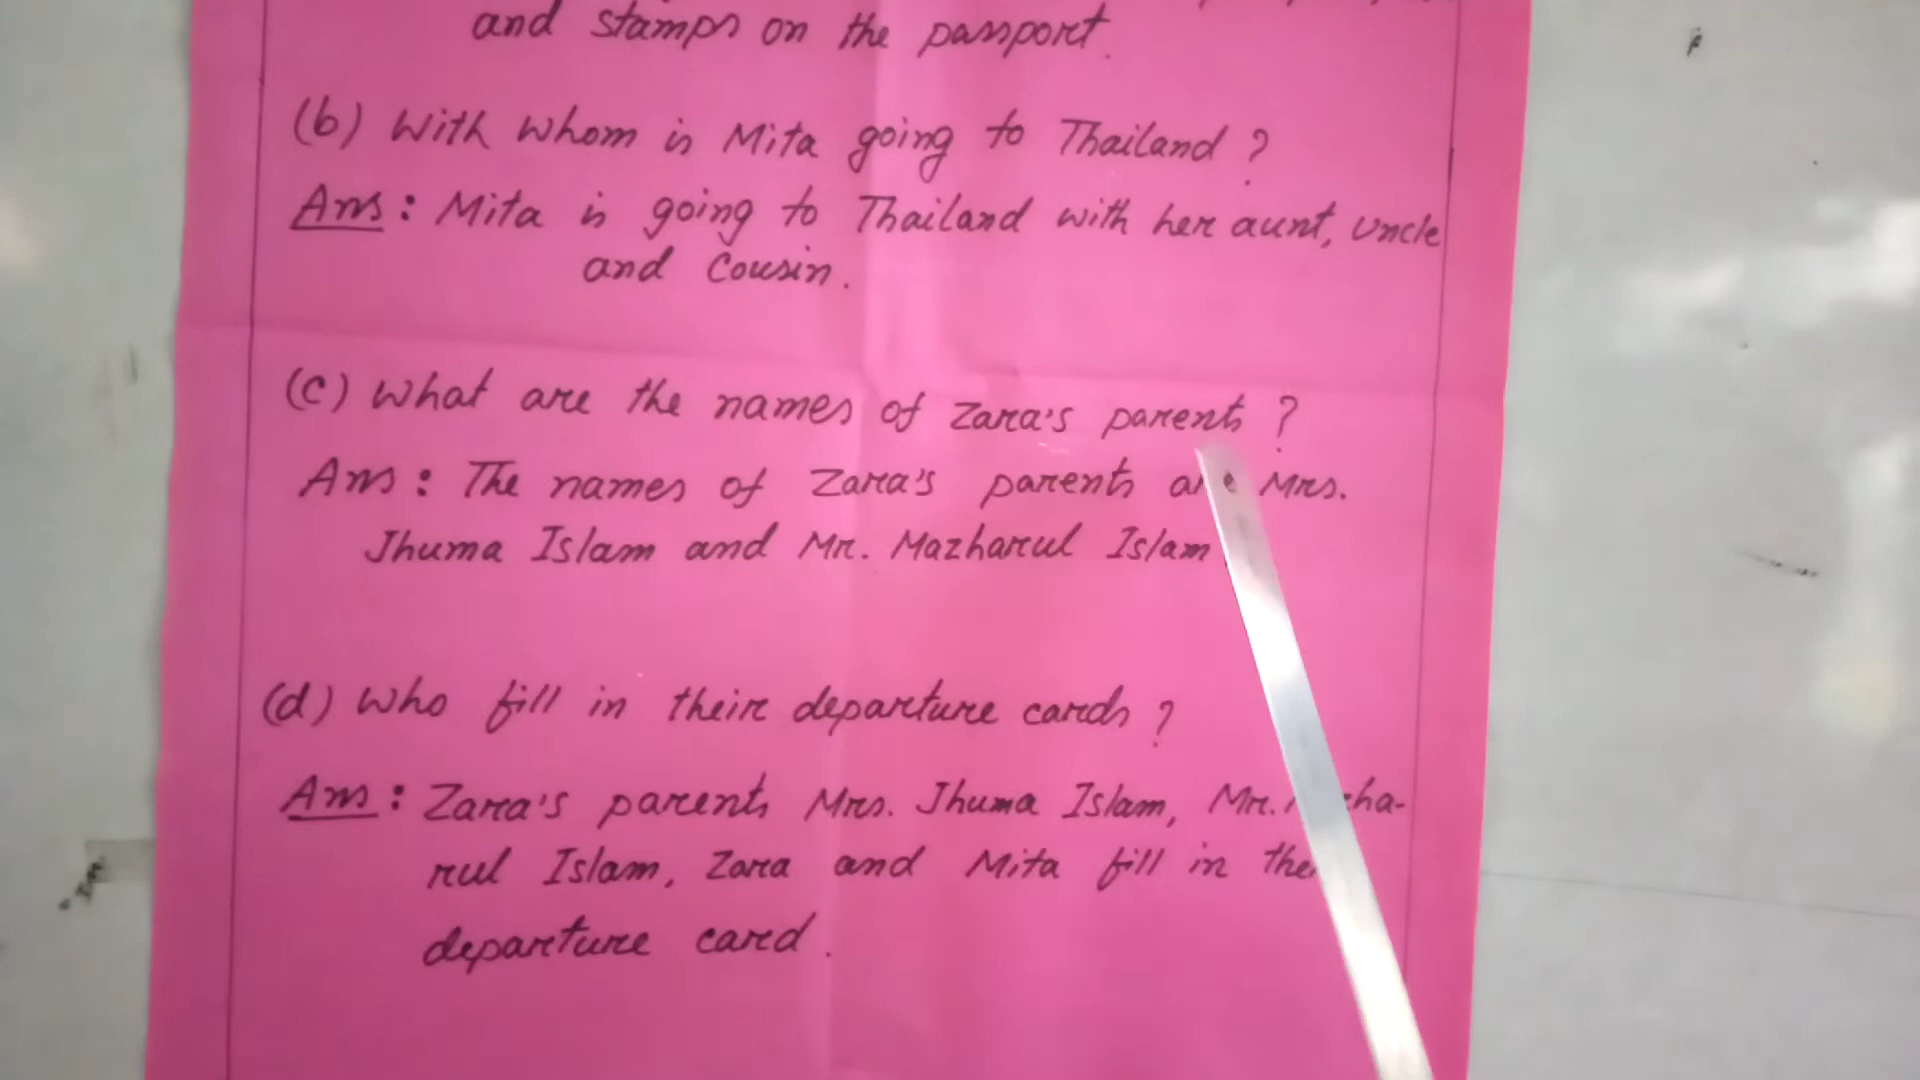 and stamps on the passport.
(b) With whom is Mita going to Thailand ?
Ans : Mita is going to Thailand with her aunt, uncle
and Cousin.
(c) What are the names of Zara's parents ?
Ans : The names of Zara's parents are Mrs.
Jhuma Islam and Mr. Mazharul Islam.
(d) Who fill in their departure cards ?
Ans : Zara's parents Mrs. Jhuma Islam, Mr.
rul Islam, Zara and Mita fill in
departure card.